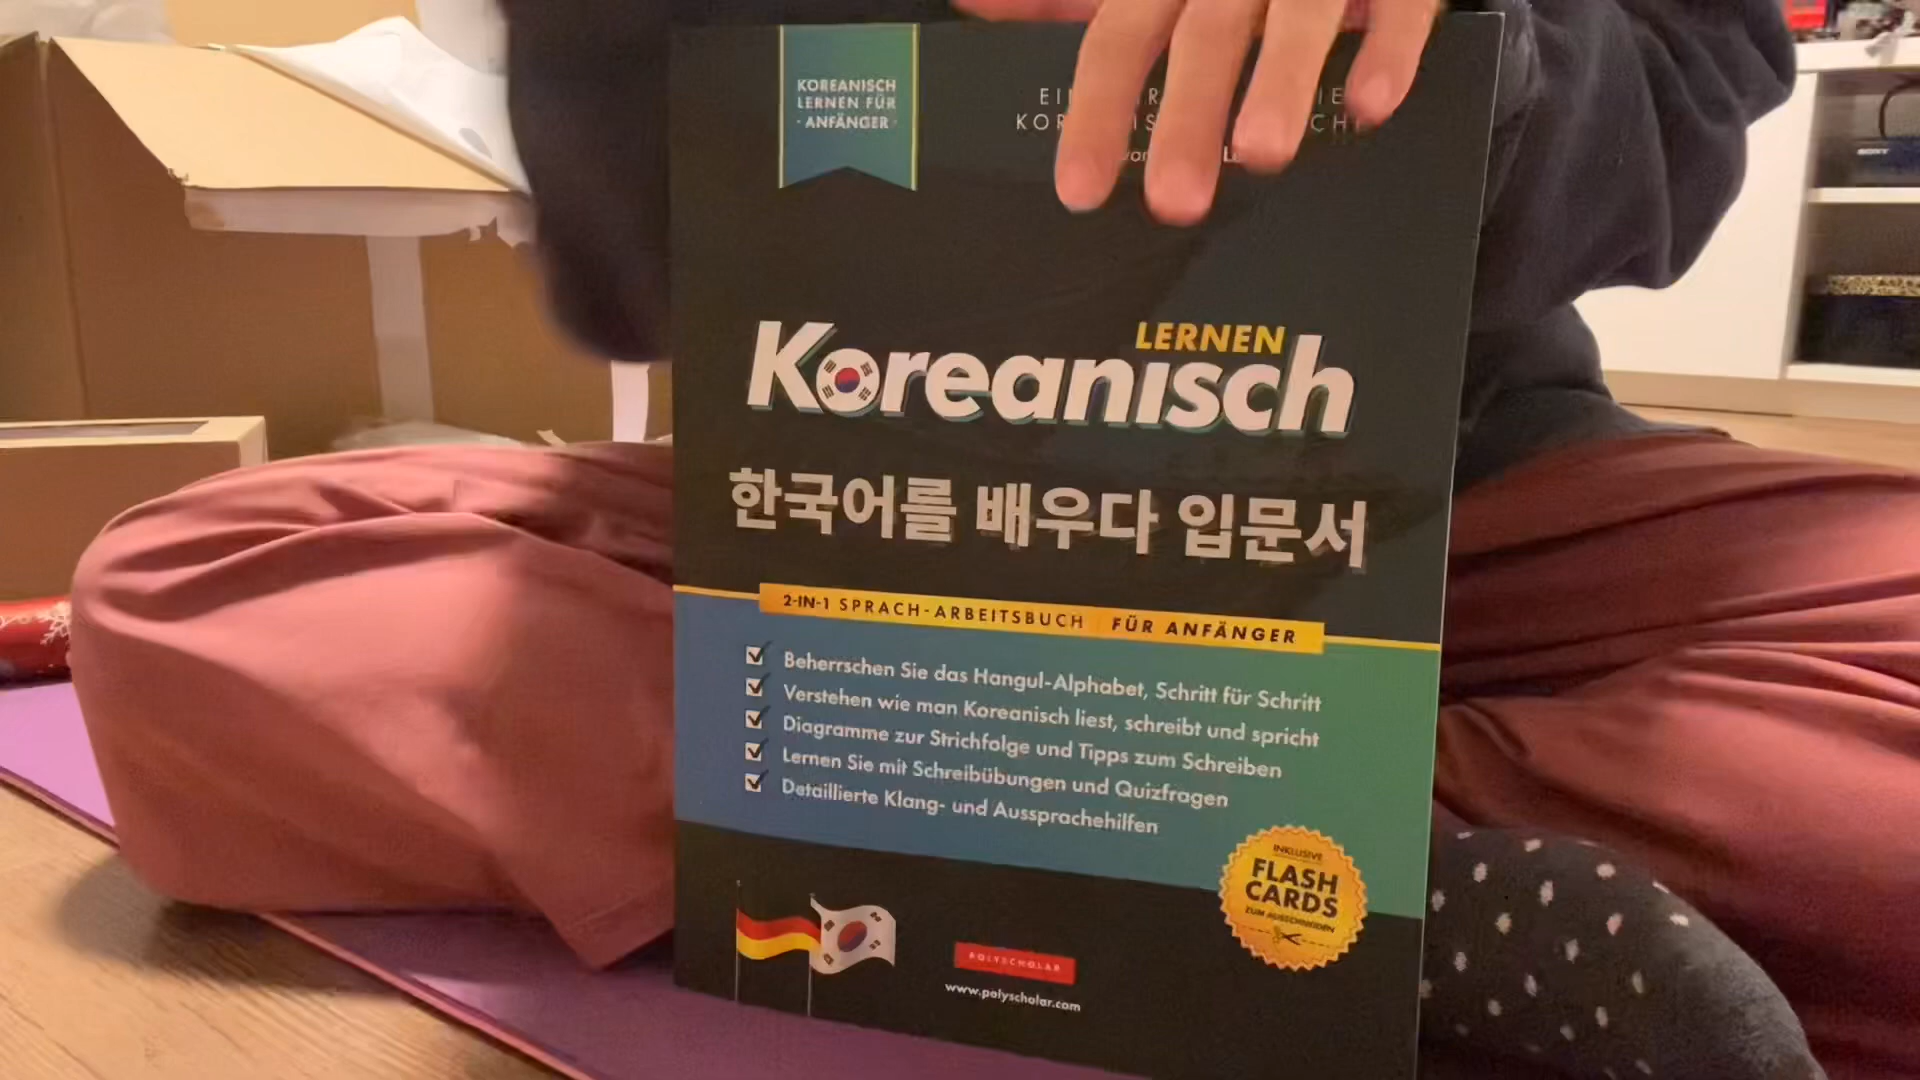 KOREANISCH
LERNEN FÜR
· ANFÄNGER ·
LERNEN
Koreanisch
한국어를 배우다 입문서
2-IN-1 SPRACH-ARBEITSBUCH | FÜR ANFÄNGER
Beherrschen Sie das Hangul-Alphabet, Schritt für Schritt
Verstehen wie man Koreanisch liest, schreibt und spricht
Diagramme zur Strichfolge und Tipps zum Schreiben
Lernen Sie mit Schreibübungen und Quizfragen
Detaillierte Klang- und Aussprachehilfen
INKLUSIVE
FLASH
CARDS
ZUM AUSSCHNEIDEN
POLYSCHOLAR
www.polyscholar.com
SONY